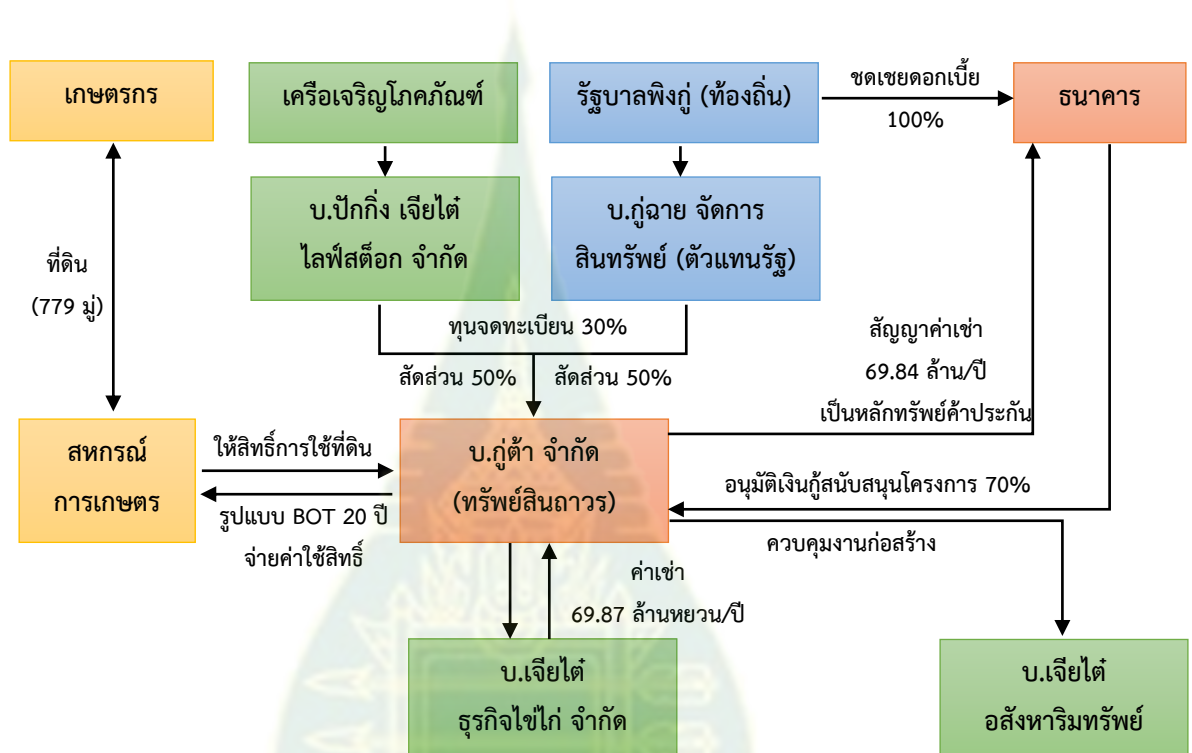 เกษตรกร
เครือเจริญโภคภัณฑ์
รัฐบาลพิงกู่ (ท้องถิ่น)
ชดเชยดอกเบี้ย
100%
ธนาคาร
บ.ปักกิ่ง เจียไต๋
ไลฟ์สต็อก จำกัด
บ.กู่ฉาย จัดการ
สินทรัพย์ (ตัวแทนรัฐ)
ที่ดิน
(779 มู่)
ทุนจดทะเบียน 30%
สัดส่วน 50%
สัดส่วน 50%
สัญญาค่าเช่า
69.84 ล้าน/ปี
เป็นหลักทรัพย์ค้าประกัน
สหกรณ์
การเกษตร
ให้สิทธิ์การใช้ที่ดิน
รูปแบบ BOT 20 ปี
จ่ายค่าใช้สิทธิ์
บ.กู่ต้า จำกัด
(ทรัพย์สินถาวร)
อนุมัติเงินกู้สนับสนุนโครงการ 70%
ควบคุมงานก่อสร้าง
ค่าเช่า
69.87 ล้านหยวน/ปี
บ.เจียไต๋
ธุรกิจไข่ไก่ จำกัด
บ.เจียไต๋
อสังหาริมทรัพย์